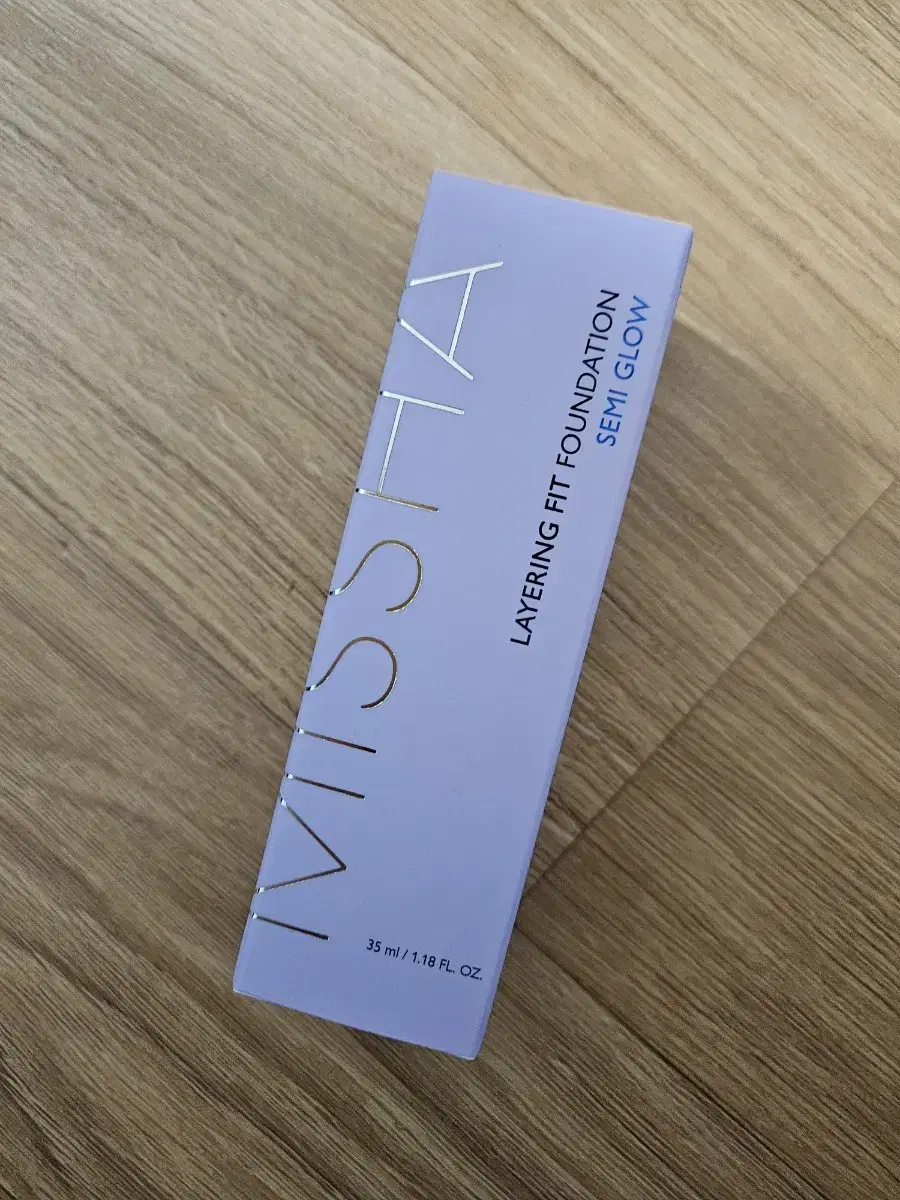 MISSHA
LAYERING FIT FOUNDATION
SEMI GLOW
35 ml / 1.18 FL. OZ.